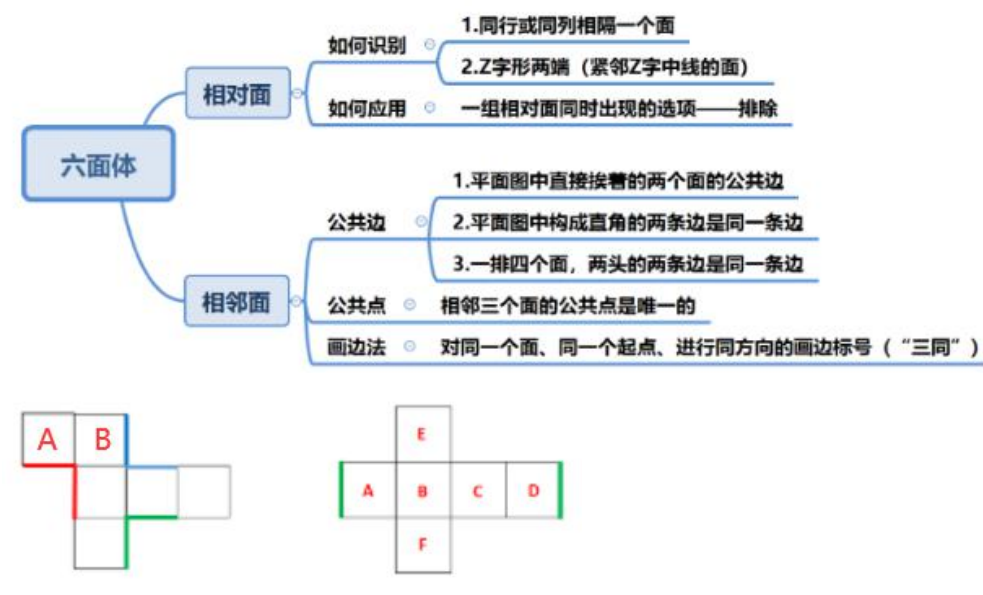 六面体
相对面
如何识别
1.同行或同列相隔一个面
2.Z字形两端（紧邻Z字中线的面）
如何应用
一组相对面同时出现的选项——排除
相邻面
公共边
1.平面图中直接挨着的两个面的公共边
2.平面图中构成直角的两条边是同一条边
3.一排四个面，两头的两条边是同一条边
公共点
相邻三个面的公共点是唯一的
画边法
对同一个面、同一个起点、进行同方向的画边标号（“三同”）
A B
E
A B C D
F